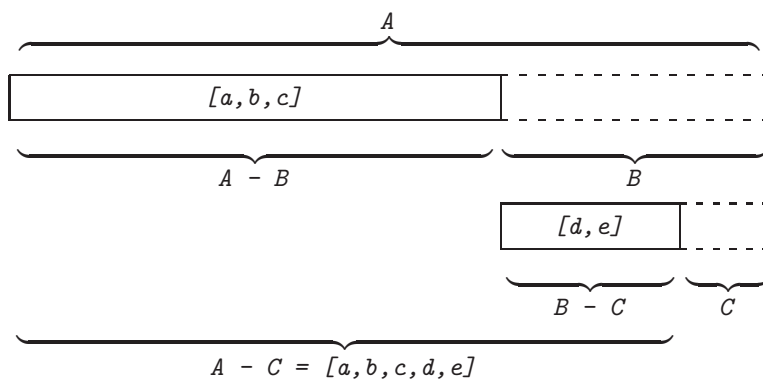 A
[a,b,c]
A - B B
[d,e]
B - C C
A - C = [a,b,c,d,e]